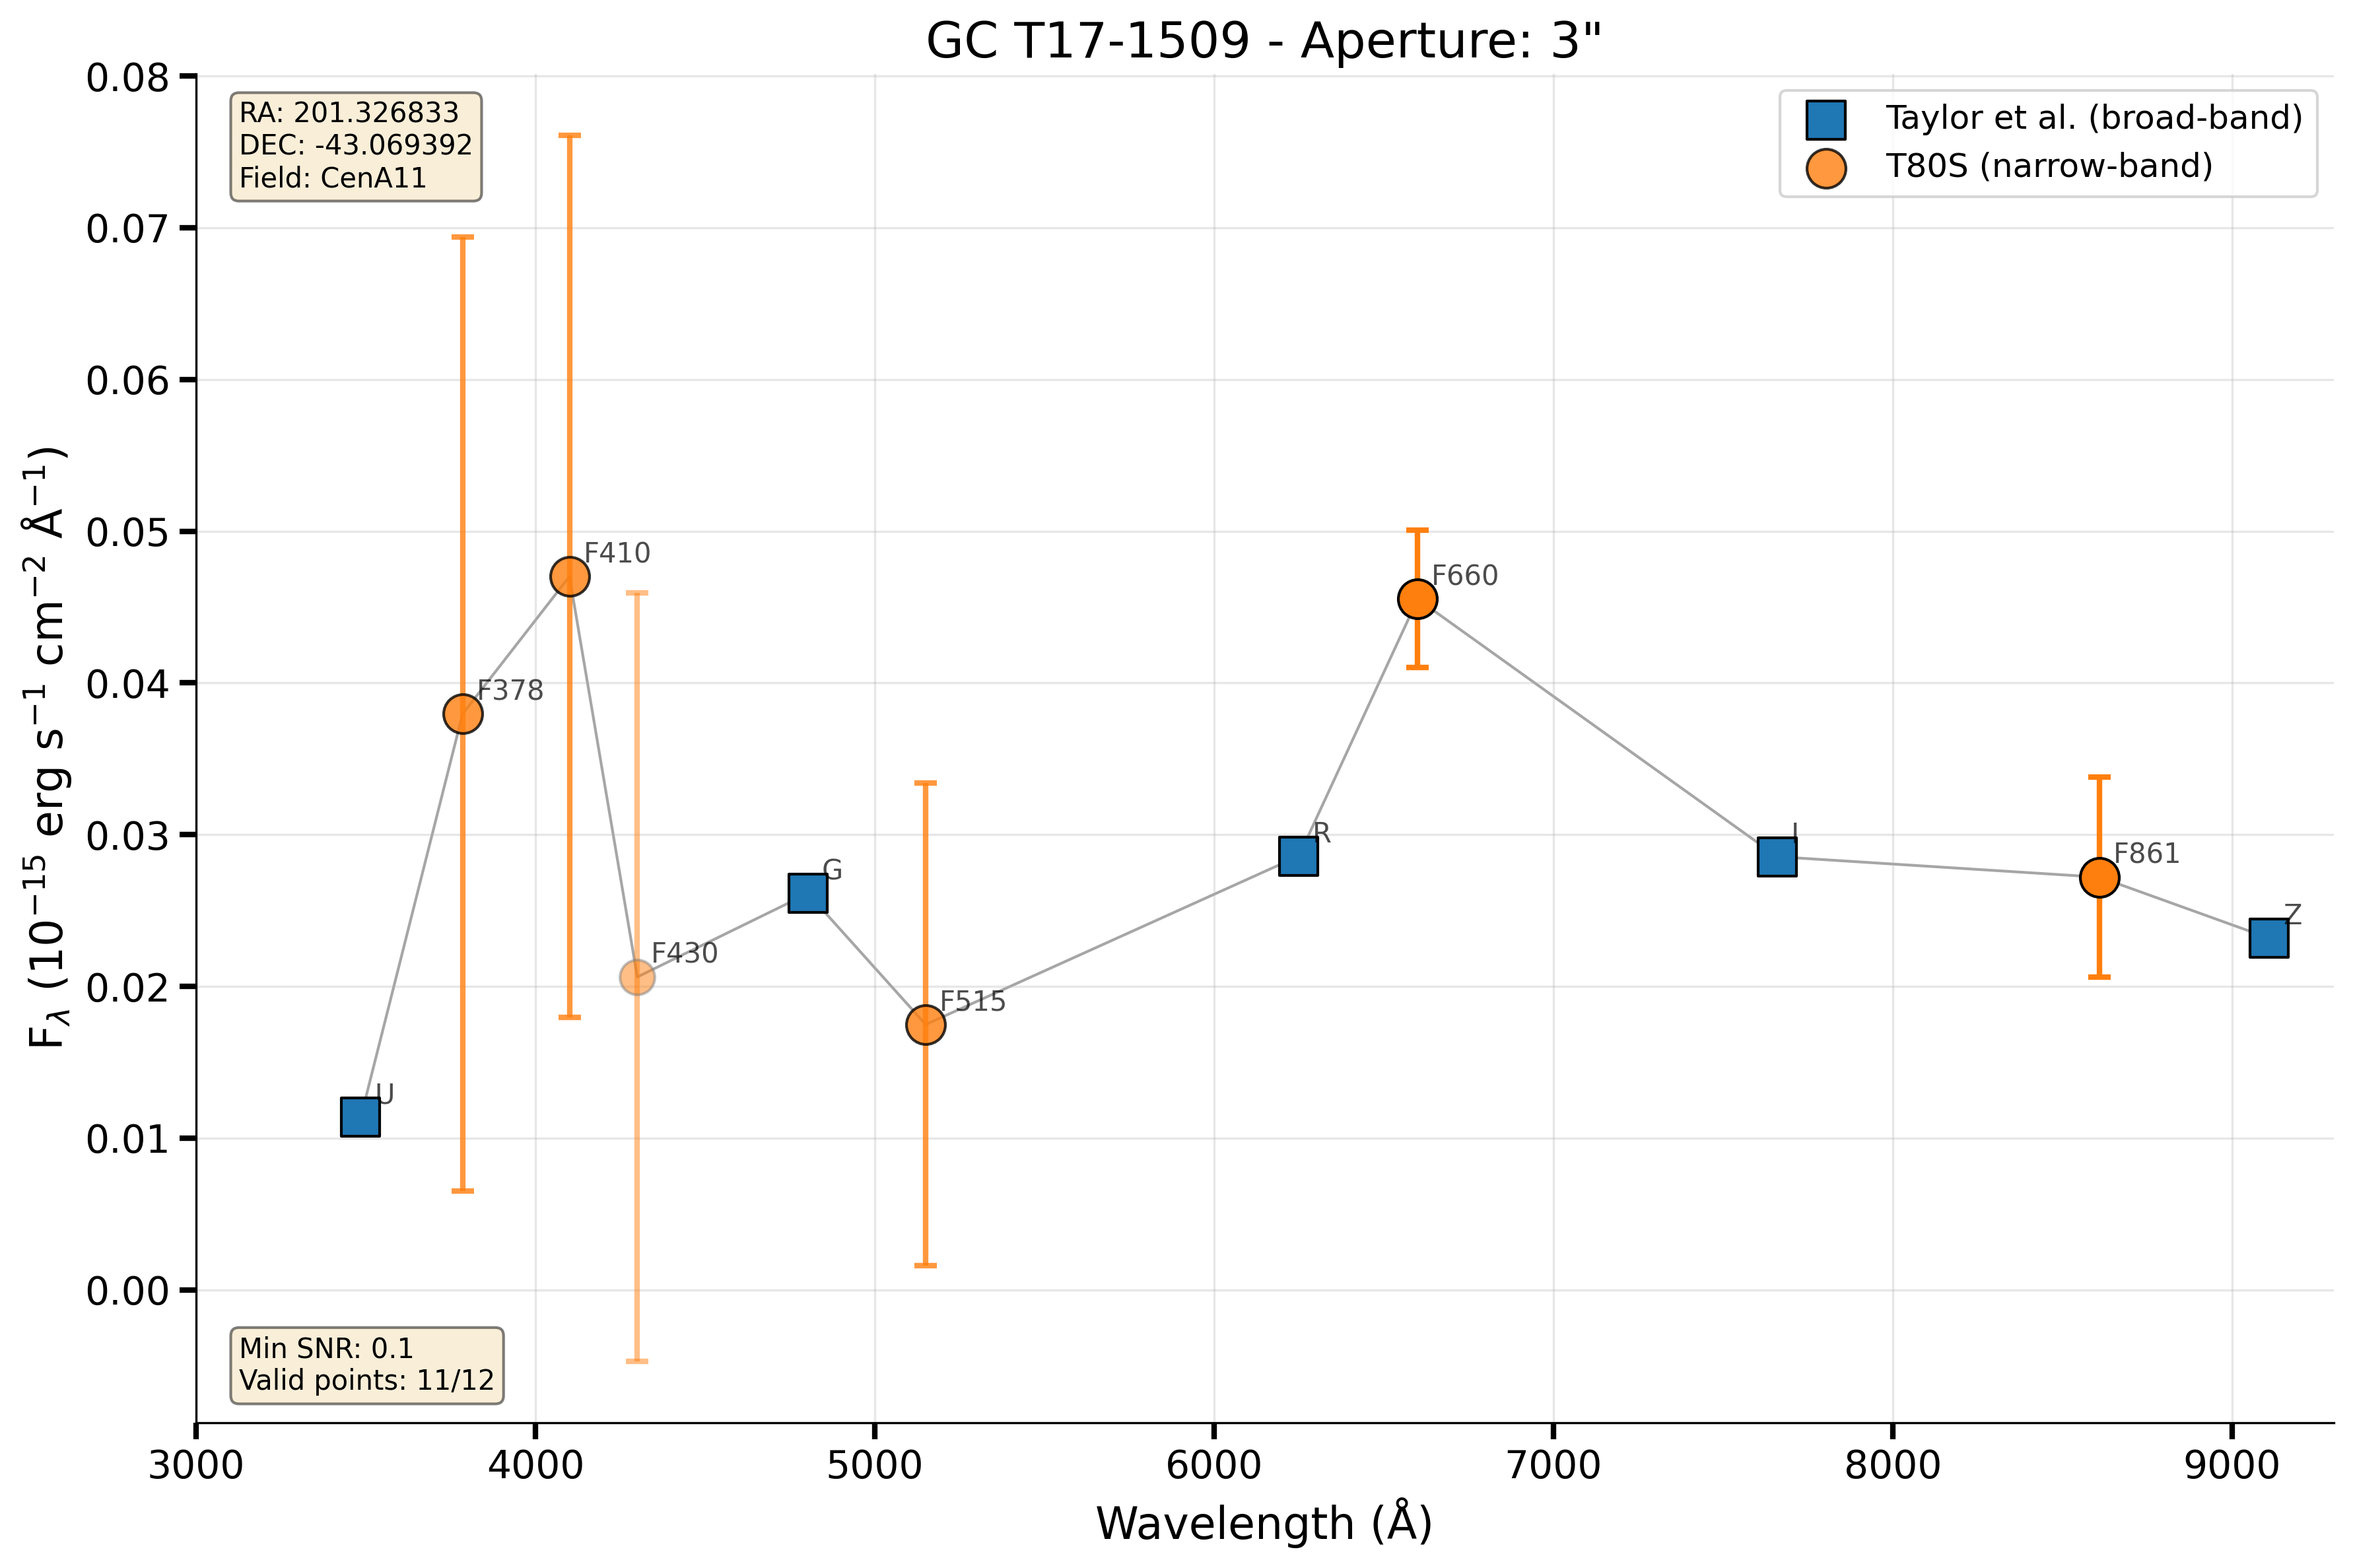 GC T17-1509 - Aperture: 3"
0.08
0.07
0.06
0.05
0.04
0.03
0.02
0.01
0.00
F_λ (10⁻¹⁵ erg s⁻¹ cm⁻² Å⁻¹)
RA: 201.326833
DEC: -43.069392
Field: CenA11
Taylor et al. (broad-band)
T80S (narrow-band)
U
F378
F410
F430
G
F515
R
F660
I
F861
Z
Min SNR: 0.1
Valid points: 11/12
3000 4000 5000 6000 7000 8000 9000
Wavelength (Å)